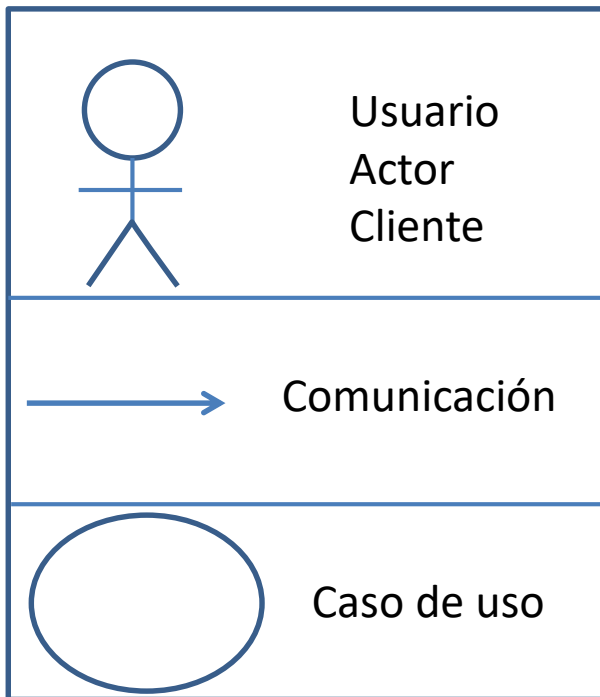 Usuario
Actor
Cliente
Comunicación
Caso de uso